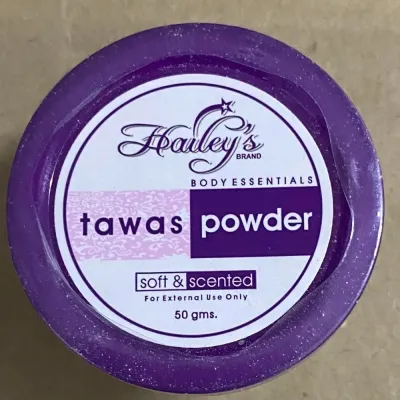 Hailey's
BRAND
BODY ESSENTIALS
tawas powder
soft & scented
For External Use Only
50 gms.